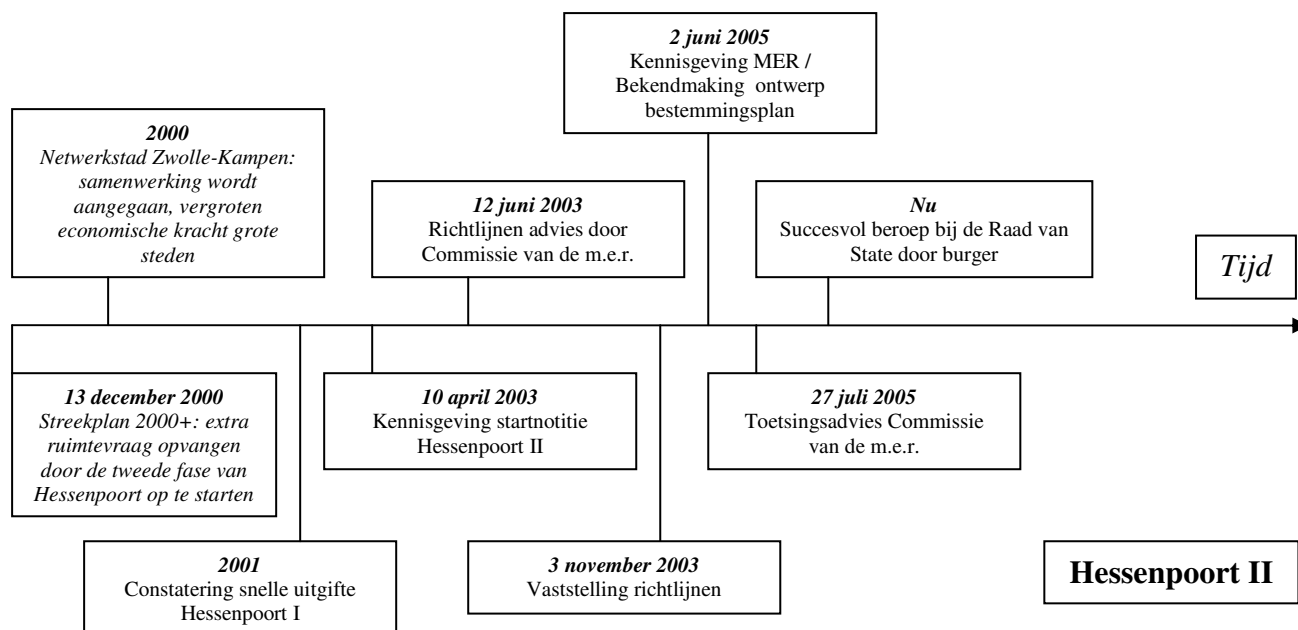 2 juni 2005
Kennisgeving MER /
Bekendmaking ontwerp
bestemmingsplan
2000
Netwerkstad Zwolle-Kampen:
samenwerking wordt
aangegaan, vergroten
economische kracht grote
steden
12 juni 2003
Richtlijnen advies door
Commissie van de m.e.r.
Nu
Succesvol beroep bij de Raad van
State door burger
Tijd
13 december 2000
Streekplan 2000+: extra
ruimtevraag opvangen
door de tweede fase van
Hessenpoort op te starten
10 april 2003
Kennisgeving startnotitie
Hessenpoort II
27 juli 2005
Toetsingsadvies Commissie
van de m.e.r.
2001
Constatering snelle uitgifte
Hessenpoort I
3 november 2003
Vaststelling richtlijnen
Hessenpoort II